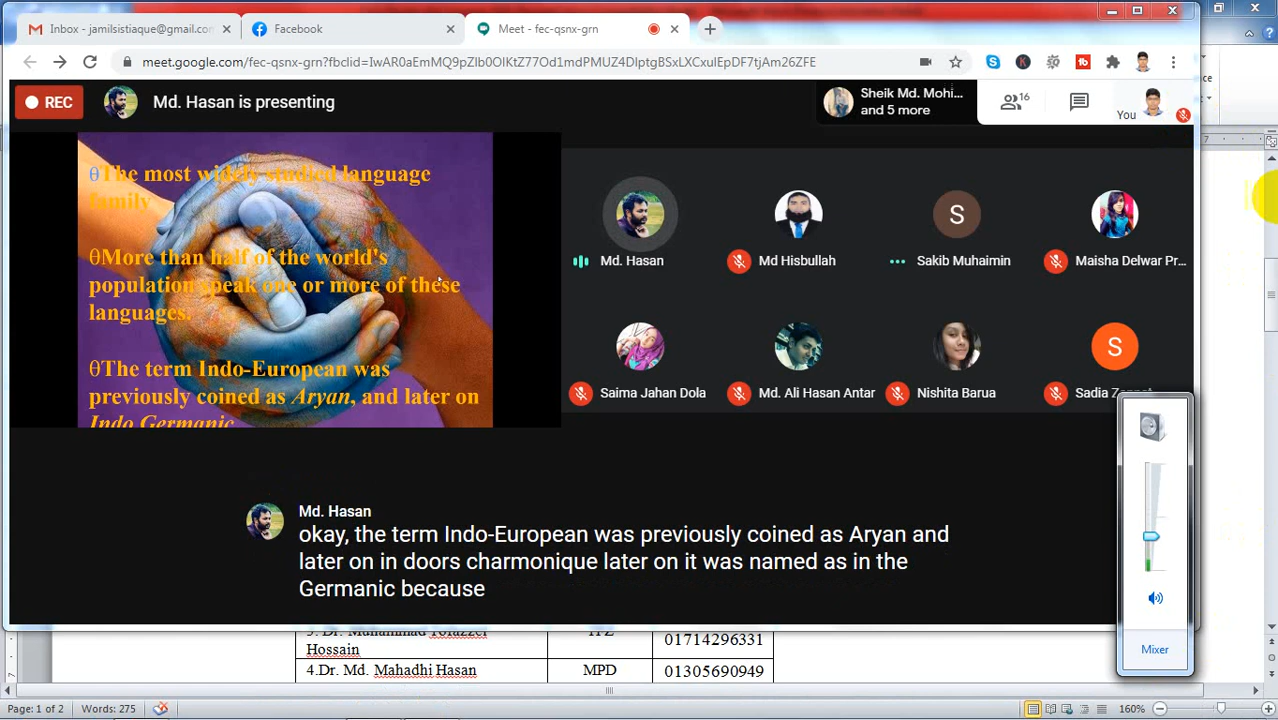 Inbox - jamilsistiaque@gmail.con
Facebook
Meet - fec-qsnx-grn
meet.google.com/fec-qsnx-grn?fbclid=
REC
Md. Hasan is presenting
Sheik Md. Mohi...
and 5 more
16
You
θThe most widely studied language
family
θMore than half of the world's
population speak one or more of these
languages.
θThe term Indo-European was
previously coined as Aryan, and later on
Indo Germanic
Md. Hasan
Md Hisbullah
S
Sakib Muhaimin
Maisha Delwar Pr...
Saima Jahan Dola
Md. Ali Hasan Antar
Nishita Barua
S
Sadia
Md. Hasan
okay, the term Indo-European was previously coined as Aryan and
later on in doors charmonique later on it was named as in the
Germanic because
Mixer
3. Dr. Muhammad Tofazzel
Hossain
01714296331
4.Dr. Md. Mahadhi Hasan
MPD
01305690949
Page: 1 of 2
Words: 275
160%